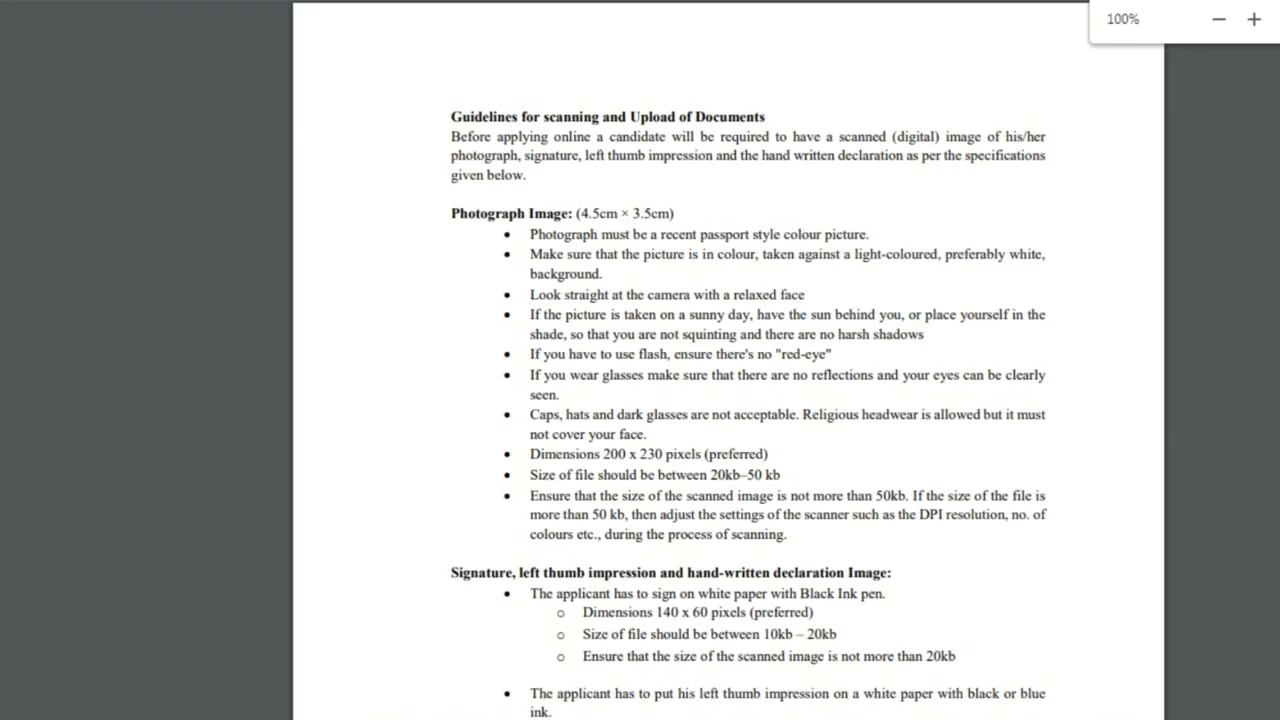 100%
Guidelines for scanning and Upload of Documents
Before applying online a candidate will be required to have a scanned (digital) image of his/her
photograph, signature, left thumb impression and the hand written declaration as per the specifications
given below.
Photograph Image: (4.5cm × 3.5cm)
• Photograph must be a recent passport style colour picture.
• Make sure that the picture is in colour, taken against a light-coloured, preferably white,
background.
• Look straight at the camera with a relaxed face
• If the picture is taken on a sunny day, have the sun behind you, or place yourself in the
shade, so that you are not squinting and there are no harsh shadows
• If you have to use flash, ensure there's no "red-eye"
• If you wear glasses make sure that there are no reflections and your eyes can be clearly
seen.
• Caps, hats and dark glasses are not acceptable. Religious headwear is allowed but it must
not cover your face.
• Dimensions 200 x 230 pixels (preferred)
• Size of file should be between 20kb–50 kb
• Ensure that the size of the scanned image is not more than 50kb. If the size of the file is
more than 50 kb, then adjust the settings of the scanner such as the DPI resolution, no. of
colours etc., during the process of scanning.
Signature, left thumb impression and hand-written declaration Image:
• The applicant has to sign on white paper with Black Ink pen.
o Dimensions 140 x 60 pixels (preferred)
o Size of file should be between 10kb – 20kb
o Ensure that the size of the scanned image is not more than 20kb
• The applicant has to put his left thumb impression on a white paper with black or blue
ink.